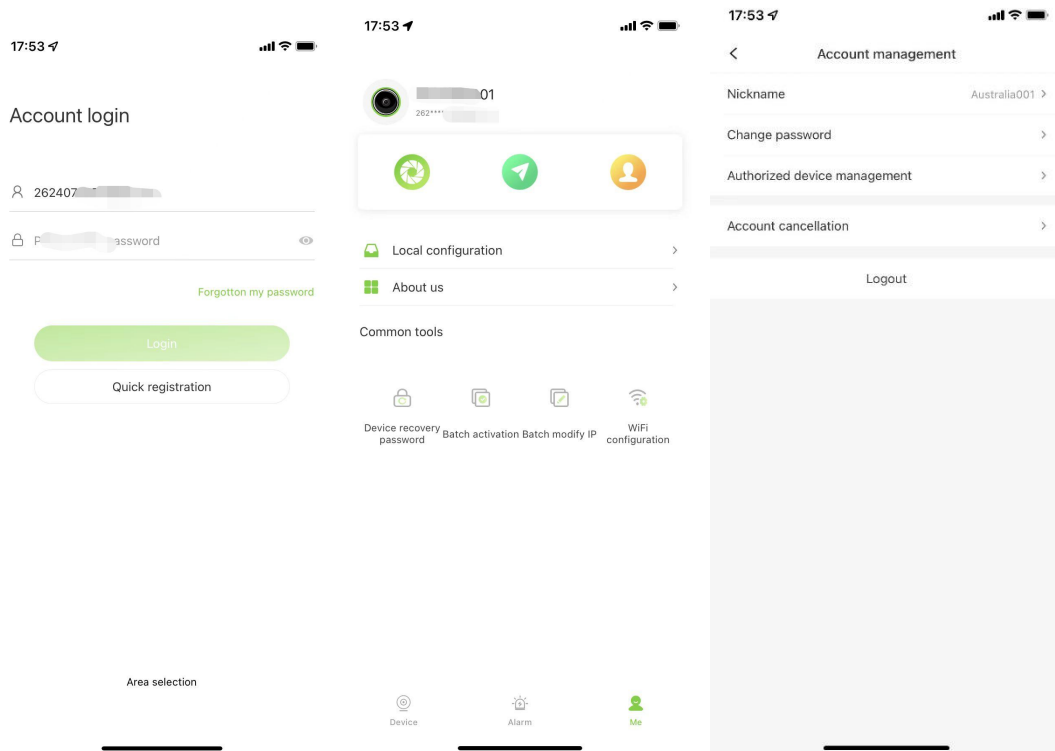 17:53
Account login
262407
assword
Forgotton my password
Login
Quick registration
Area selection
17:53
01
262****
Local configuration
About us
Common tools
Device recovery
password
Batch activation
Batch modify IP
WiFi
configuration
Device
Alarm
Me
17:53
Account management
Nickname
Australia001
Change password
Authorized device management
Account cancellation
Logout